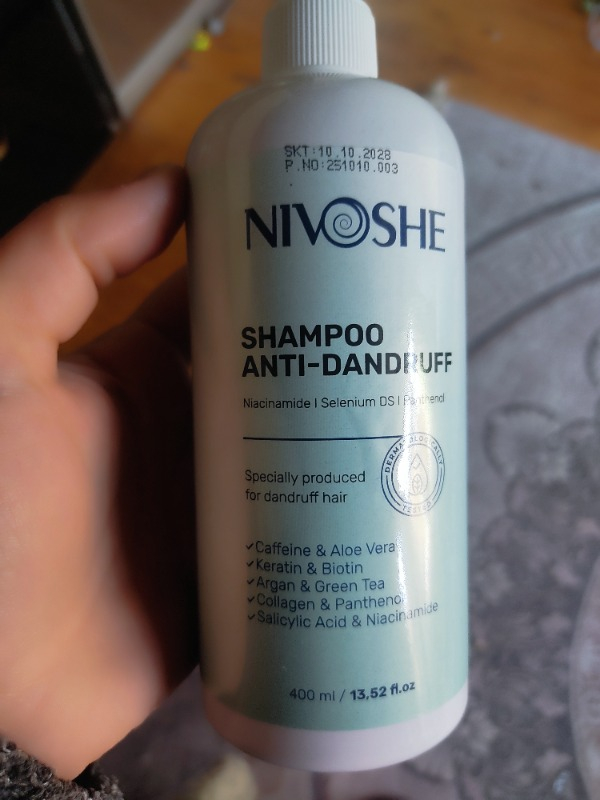 SKT:10.10.2028
P.NO:251010.003
NIVOSHE
SHAMPOO
ANTI-DANDRUFF
Niacinamide | Selenium DS | Panthenol
DERMATOLOGICALLY
TESTED
Specially produced
for dandruff hair
✓Caffeine & Aloe Vera
✓Keratin & Biotin
✓Argan & Green Tea
✓Collagen & Panthenol
✓Salicylic Acid & Niacinamide
400 ml / 13,52 fl.oz